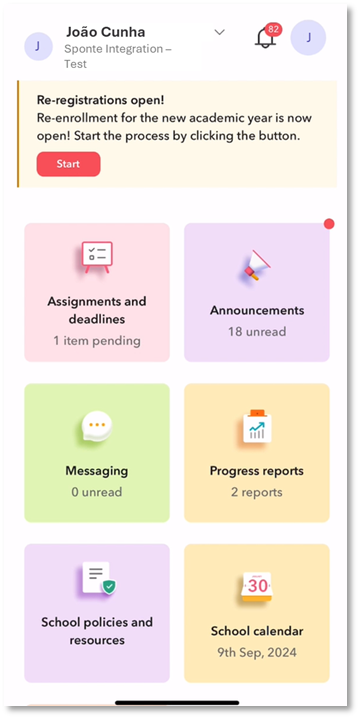 J
João Cunha
82
J
Sponte Integration –
Test
Re-registrations open!
Re-enrollment for the new academic year is now
open! Start the process by clicking the button.
Start
Assignments and
deadlines
1 item pending
Announcements
18 unread
Messaging
0 unread
Progress reports
2 reports
School policies and
resources
30
School calendar
9th Sep, 2024